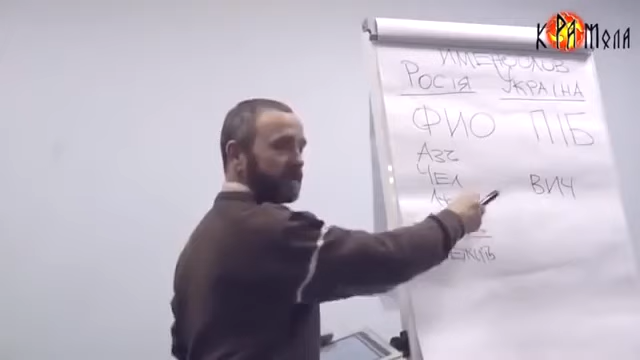 КРАМОЛА
ИМЕНОСЛОВ
РОСІЯ УКРАЇНА
ФИО ПІБ
АЗЪ
ЧЕЛ ВИЧ